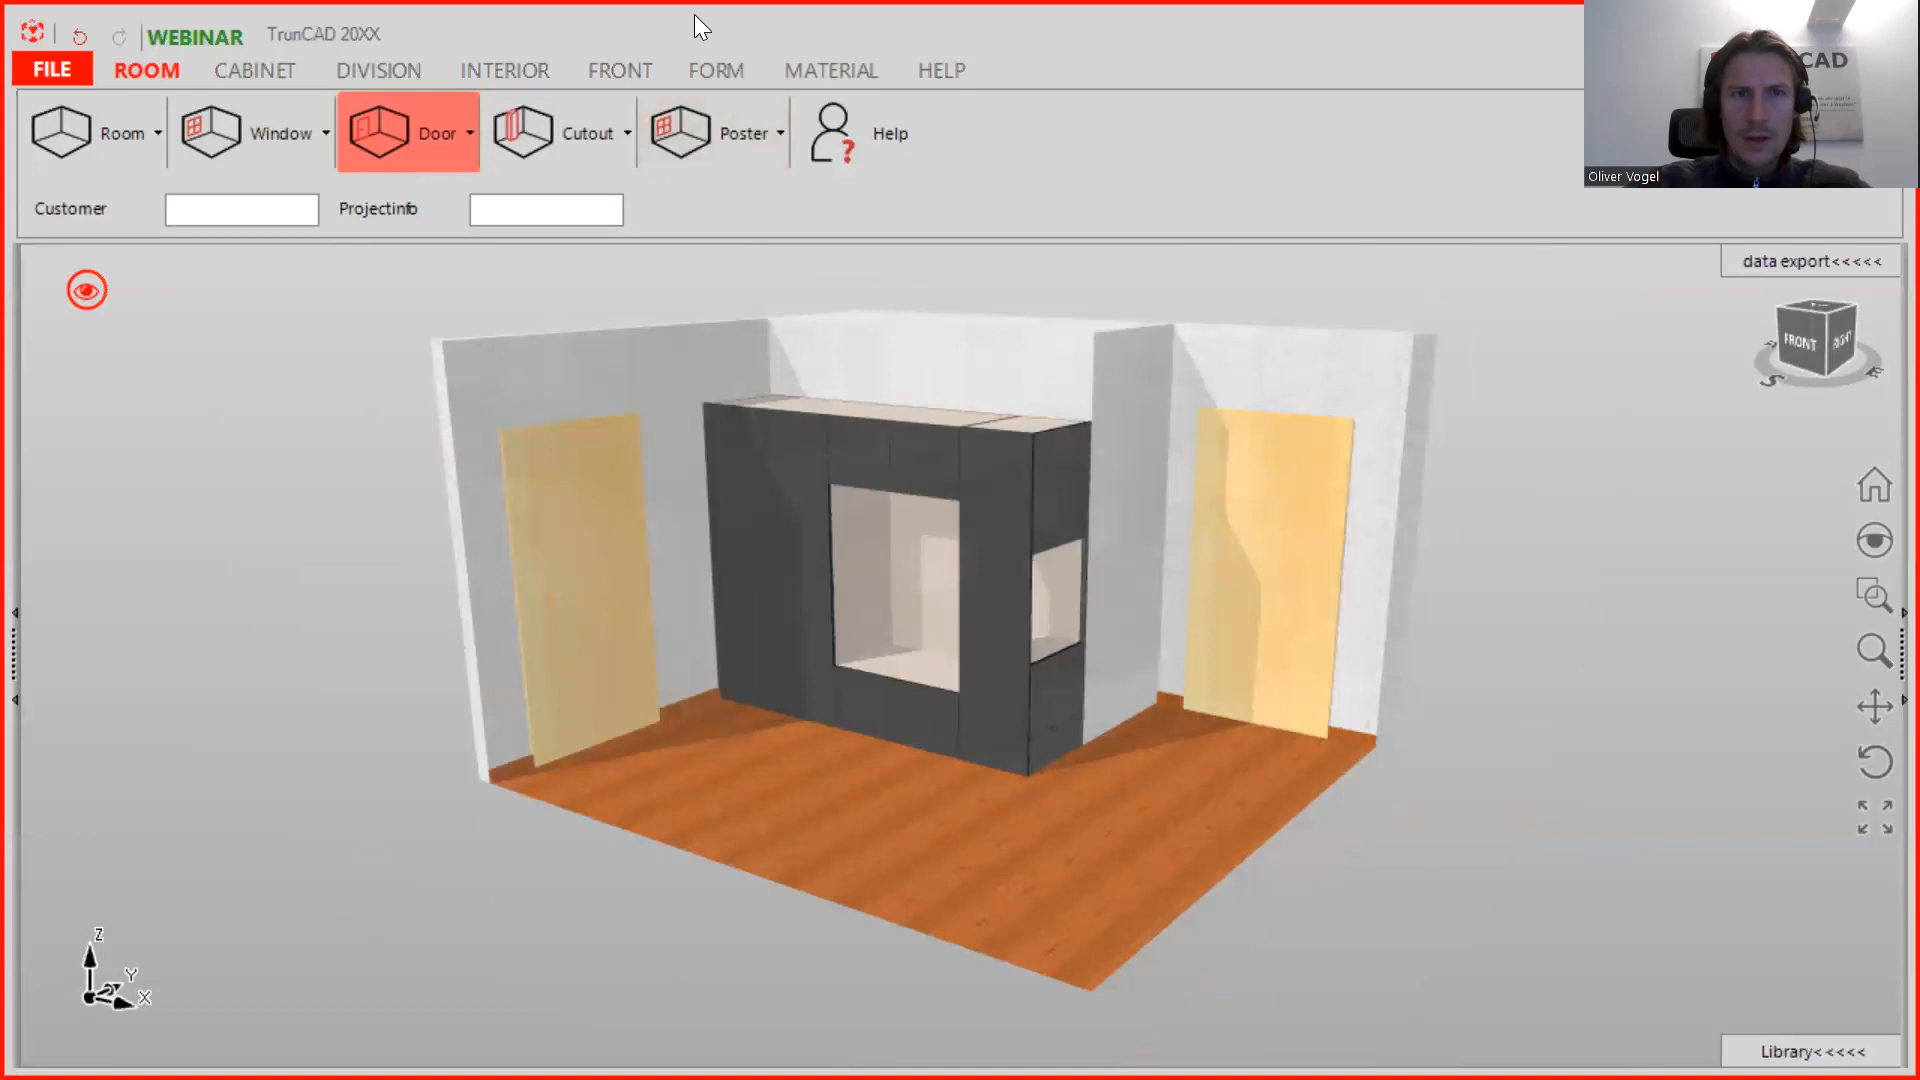 WEBINAR TrunCAD 20XX
FILE ROOM CABINET DIVISION INTERIOR FRONT FORM MATERIAL HELP
Room Window Door Cutout Poster Help
Customer Projectinfo
CAD
Oliver Vogel
data export<<<<<
FRONT RIGHT
S E
Z
Y
X
Library<<<<<